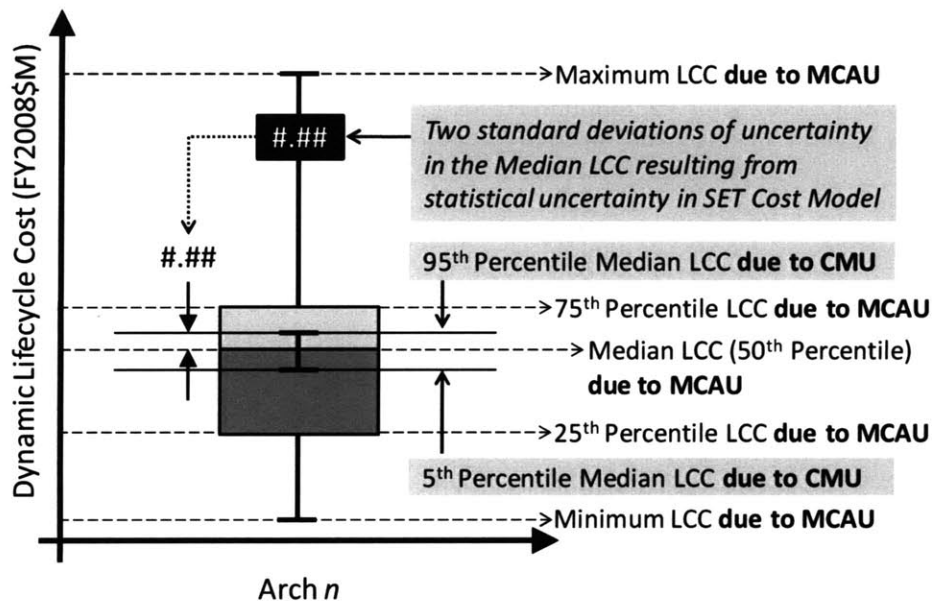 Dynamic Lifecycle Cost (FY2008$M)
Maximum LCC due to MCAU
#.##
Two standard deviations of uncertainty
in the Median LCC resulting from
statistical uncertainty in SET Cost Model
#.##
95th Percentile Median LCC due to CMU
75th Percentile LCC due to MCAU
Median LCC (50th Percentile)
due to MCAU
25th Percentile LCC due to MCAU
5th Percentile Median LCC due to CMU
Minimum LCC due to MCAU
Arch n